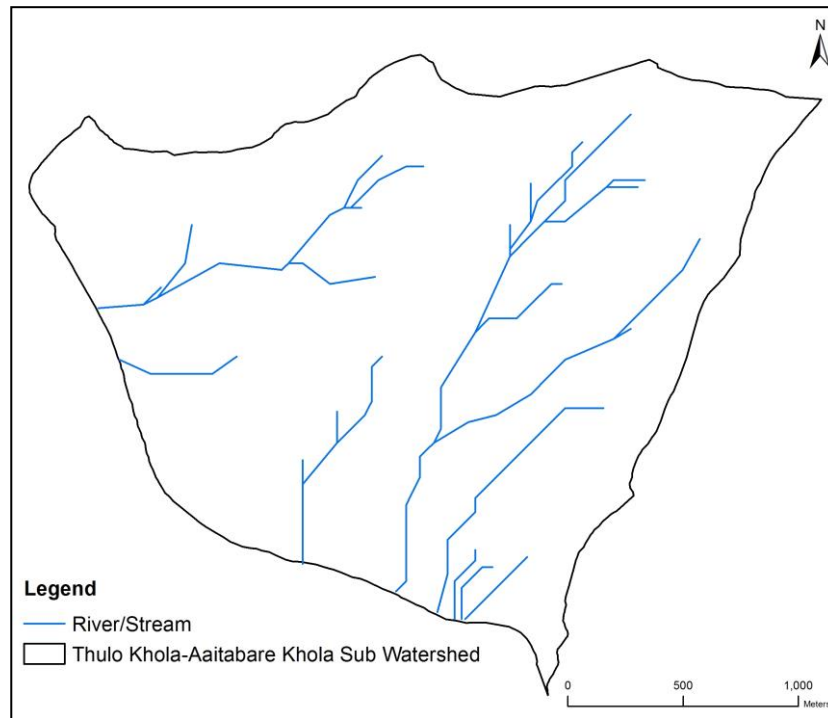 N
Legend
River/Stream
Thulo Khola-Aaitabare Khola Sub Watershed
0 500 1,000
Meters